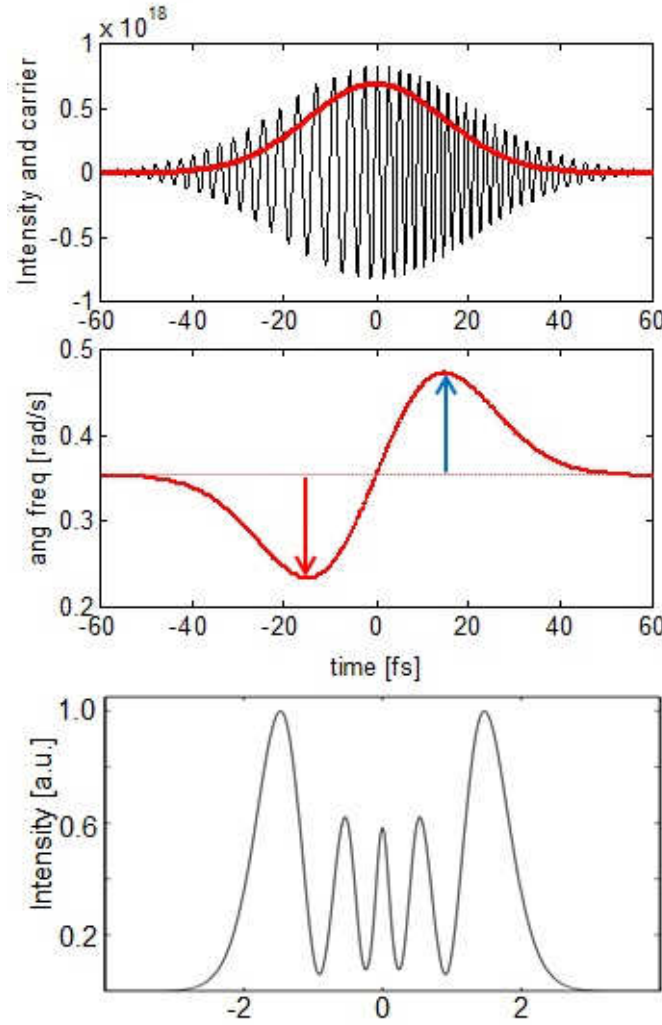 x 10^18
1
0.5
0
-0.5
-1
Intensity and carrier
-60 -40 -20 0 20 40 60
0.5
0.4
0.3
0.2
ang freq [rad/s]
-60 -40 -20 0 20 40 60
time [fs]
1.0
0.6
0.2
Intensity [a.u.]
-2 0 2